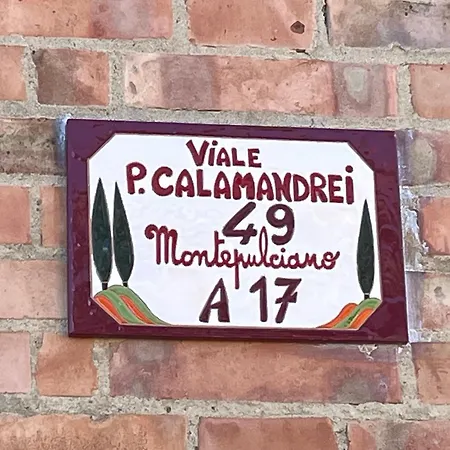 Viale
P. CALAMANDREi
49
Montepulciano
A 17